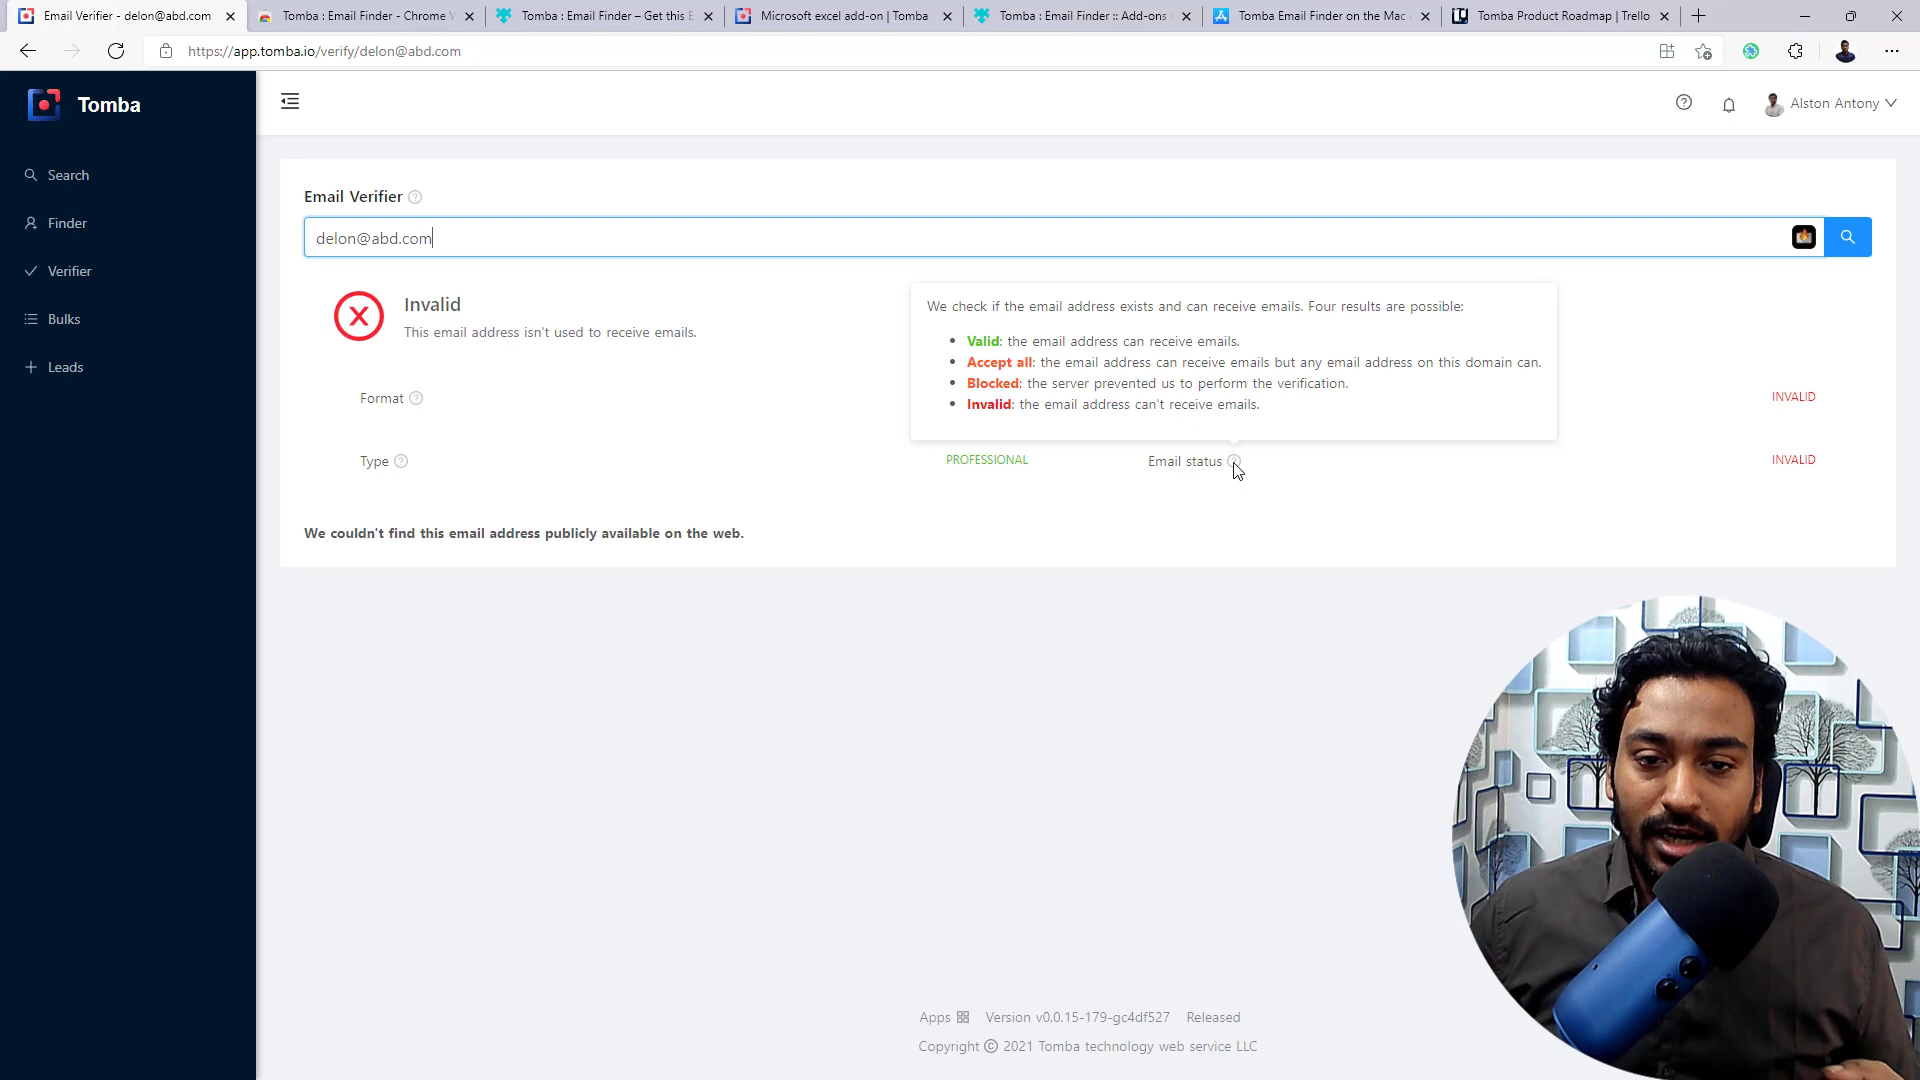 Email Verifier - delon@abd.com
Tomba : Email Finder - Chrome
Tomba : Email Finder – Get this E
Microsoft excel add-on | Tomba
Tomba : Email Finder :: Add-ons
Tomba Email Finder on the Mac
Tomba Product Roadmap | Trello
https://app.tomba.io/verify/delon@abd.com
Tomba
Alston Antony
Search
Finder
Verifier
Bulks
Leads
Email Verifier
delon@abd.com
Invalid
This email address isn't used to receive emails.
We check if the email address exists and can receive emails. Four results are possible:
Valid: the email address can receive emails.
Accept all: the email address can receive emails but any email address on this domain can.
Blocked: the server prevented us to perform the verification.
Invalid: the email address can't receive emails.
Format
INVALID
Type
PROFESSIONAL
Email status
INVALID
We couldn't find this email address publicly available on the web.
Apps Version v0.0.15-179-gc4df527 Released
Copyright © 2021 Tomba technology web service LLC